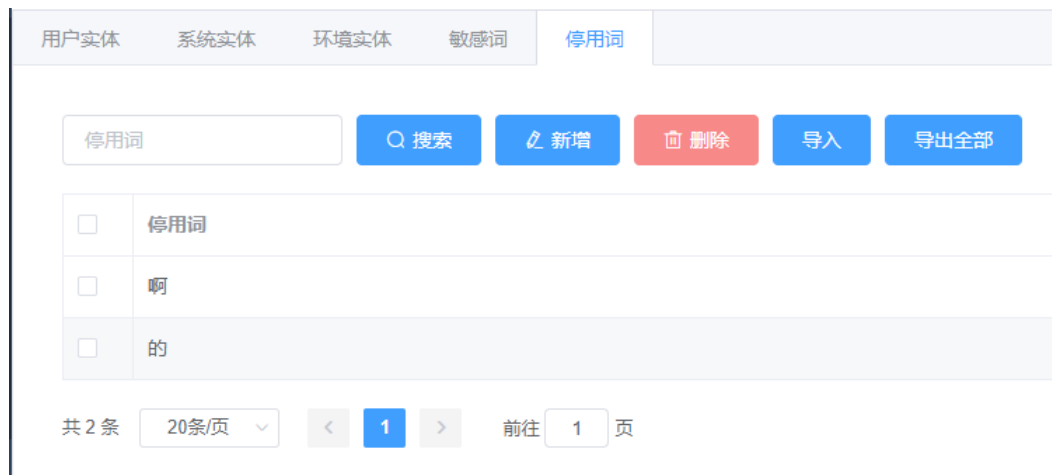 用户实体 系统实体 环境实体 敏感词 停用词
停用词 搜索 新增 删除 导入 导出全部
停用词
啊
的
共 2 条 20条/页 1 前往 1 页